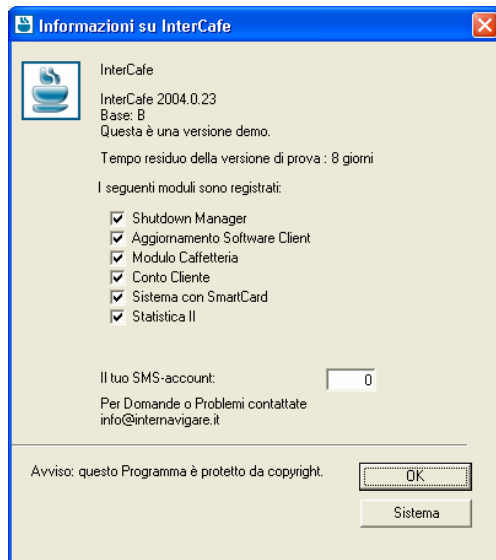 Informazioni su InterCafe
InterCafe
InterCafe 2004.0.23
Base: B
Questa è una versione demo.
Tempo residuo della versione di prova : 8 giorni
I seguenti moduli sono registrati:
Shutdown Manager
Aggiornamento Software Client
Modulo Caffetteria
Conto Cliente
Sistema con SmartCard
Statistica II
Il tuo SMS-account: 0
Per Domande o Problemi contattate
info@internavigare.it
Avviso: questo Programma è protetto da copyright.
OK
Sistema